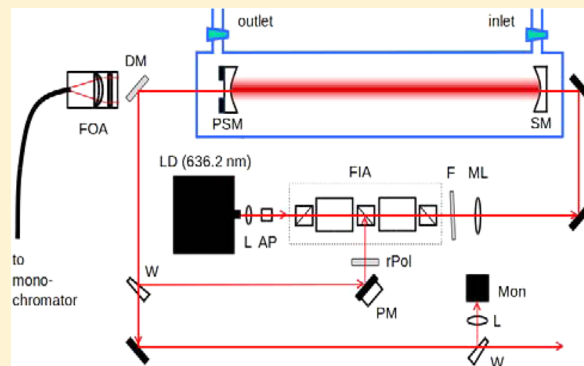 outlet
inlet
DM
FOA
PSM
SM
LD (636.2 nm)
FIA
F
ML
L
AP
rPol
to
mono-
chromator
W
PM
Mon
L
W